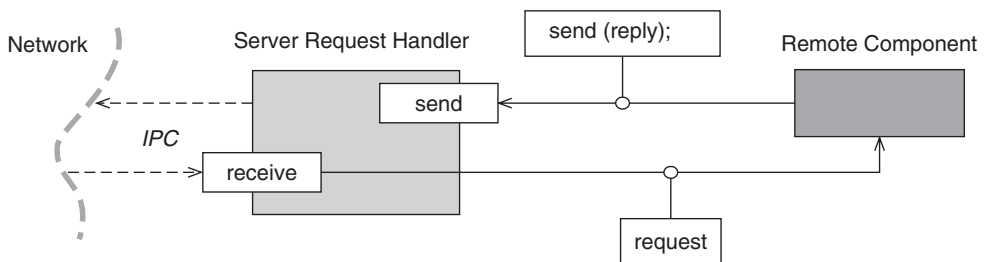 Network
Server Request Handler
send (reply);
Remote Component
send
IPC
receive
request